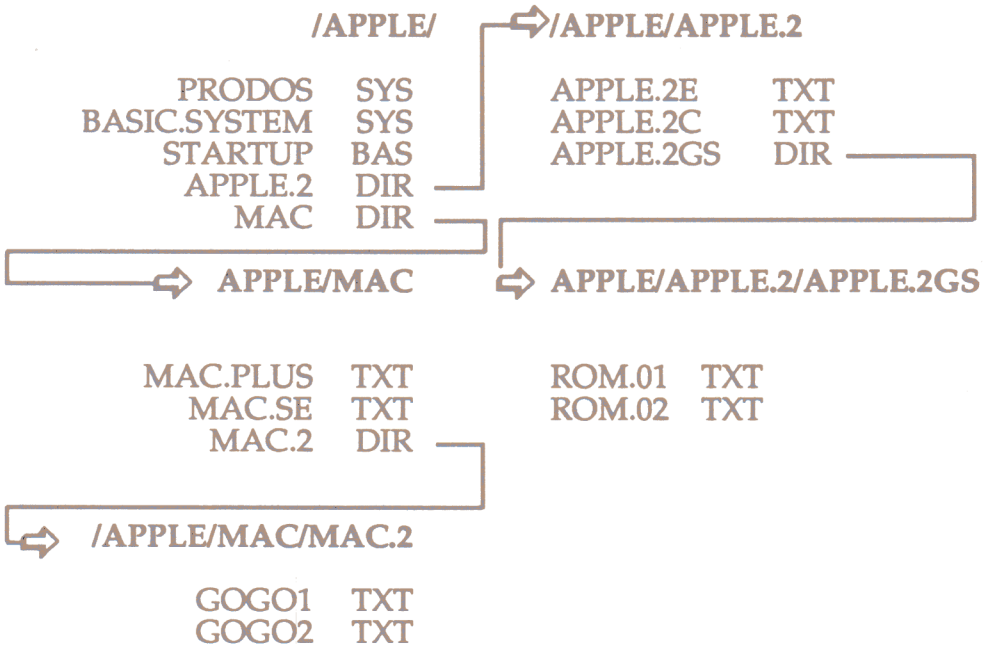 /APPLE/
PRODOS SYS
BASIC.SYSTEM SYS
STARTUP BAS
APPLE.2 DIR
MAC DIR
/APPLE/APPLE.2
APPLE.2E TXT
APPLE.2C TXT
APPLE.2GS DIR
APPLE/MAC
MAC.PLUS TXT
MAC.SE TXT
MAC.2 DIR
APPLE/APPLE.2/APPLE.2GS
ROM.01 TXT
ROM.02 TXT
/APPLE/MAC/MAC.2
GOGO1 TXT
GOGO2 TXT